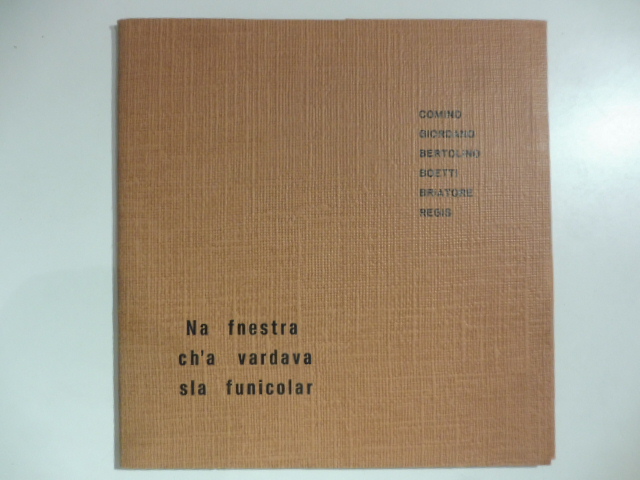 COMINO
GIORDANO
BERTOLINO
BOETTI
BRIATORE
REGIS
Na fnestra
ch'a vardava
sla funicolar